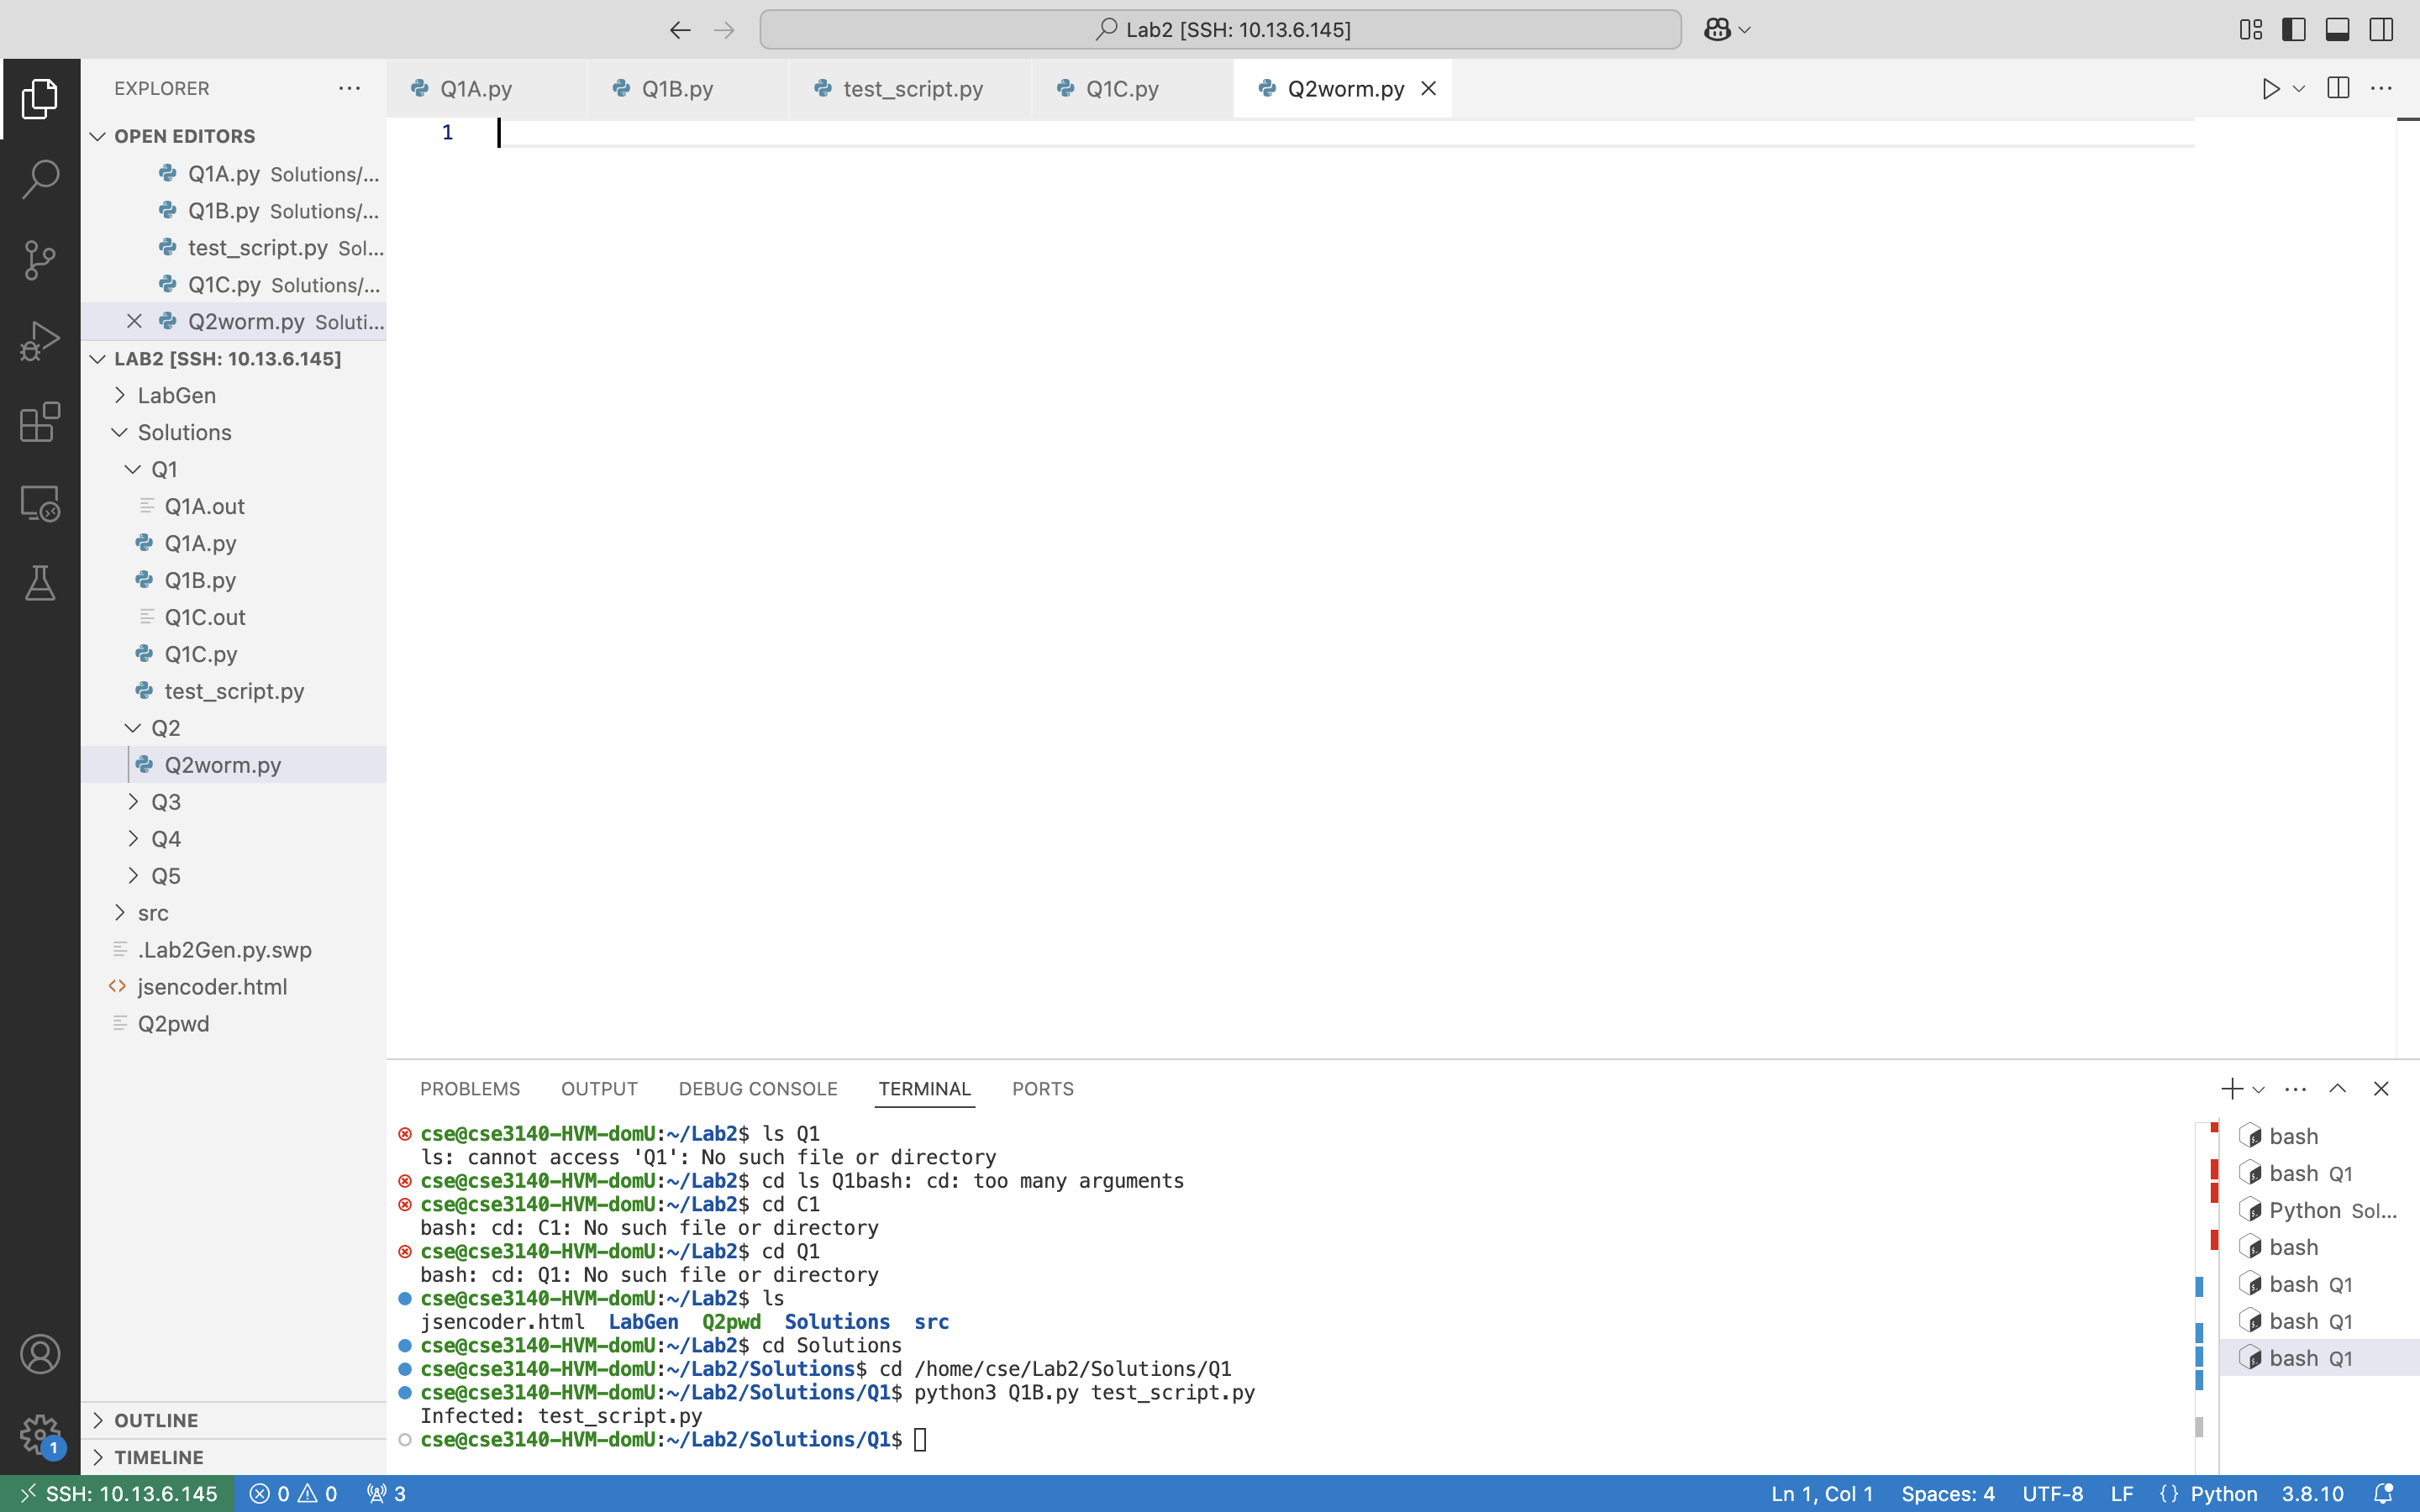 Lab2 [SSH: 10.13.6.145]
EXPLORER
Q1A.py
Q1B.py
test_script.py
Q1C.py
Q2worm.py
OPEN EDITORS
Q1A.py Solutions/...
Q1B.py Solutions/...
test_script.py Sol...
Q1C.py Solutions/...
Q2worm.py Soluti...
LAB2 [SSH: 10.13.6.145]
LabGen
Solutions
Q1
Q1A.out
Q1A.py
Q1B.py
Q1C.out
Q1C.py
test_script.py
Q2
Q2worm.py
Q3
Q4
Q5
src
.Lab2Gen.py.swp
jsencoder.html
Q2pwd
OUTLINE
TIMELINE
1
1
PROBLEMS OUTPUT DEBUG CONSOLE TERMINAL PORTS
cse@cse3140-HVM-domU:~/Lab2$ ls Q1
ls: cannot access 'Q1': No such file or directory
cse@cse3140-HVM-domU:~/Lab2$ cd ls Q1bash: cd: too many arguments
cse@cse3140-HVM-domU:~/Lab2$ cd C1
bash: cd: C1: No such file or directory
cse@cse3140-HVM-domU:~/Lab2$ cd Q1
bash: cd: Q1: No such file or directory
cse@cse3140-HVM-domU:~/Lab2$ ls
jsencoder.html LabGen Q2pwd Solutions src
cse@cse3140-HVM-domU:~/Lab2$ cd Solutions
cse@cse3140-HVM-domU:~/Lab2/Solutions$ cd /home/cse/Lab2/Solutions/Q1
cse@cse3140-HVM-domU:~/Lab2/Solutions/Q1$ python3 Q1B.py test_script.py
Infected: test_script.py
cse@cse3140-HVM-domU:~/Lab2/Solutions/Q1$
bash
bash Q1
Python Sol...
bash
bash Q1
bash Q1
bash Q1
SSH: 10.13.6.145 0 0 3
Ln 1, Col 1 Spaces: 4 UTF-8 LF {} Python 3.8.10